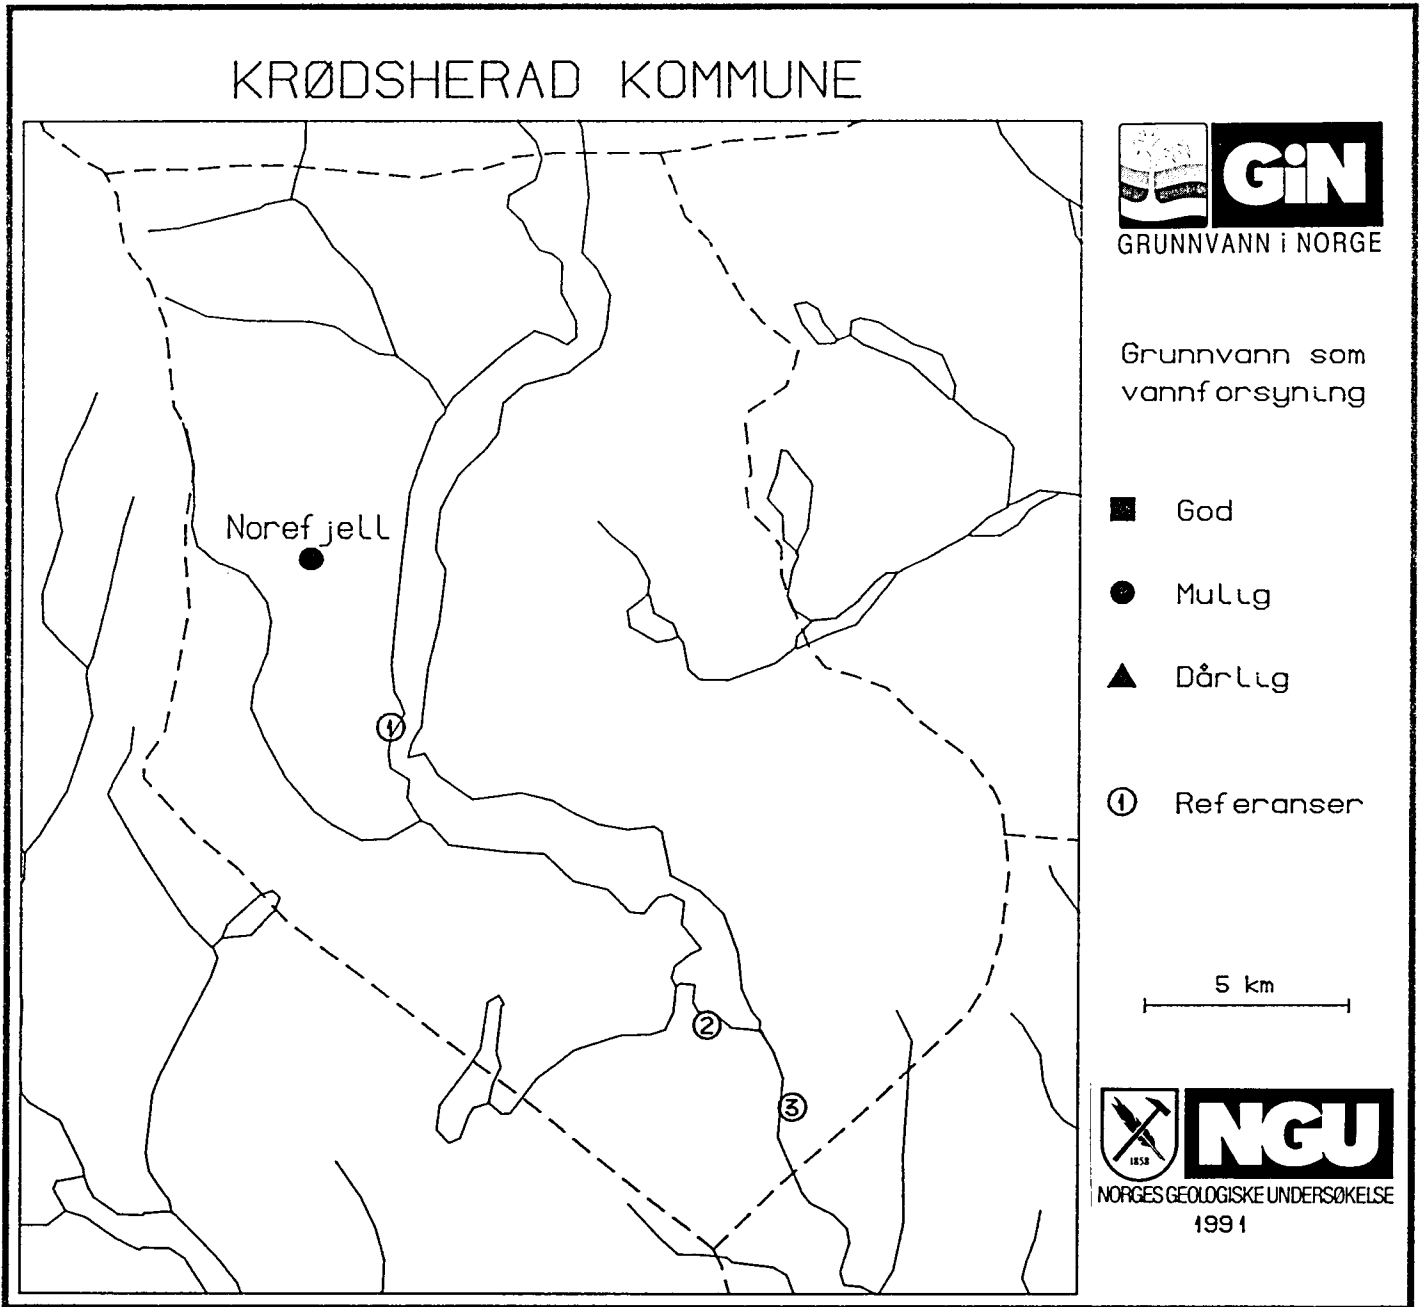 KRØDSHERAD KOMMUNE
GiN
GRUNNVANN i NORGE
Grunnvann som
vannforsyning
God
Norefjell
Mulig
Dårlig
1
1 Referanser
5 km
2
3
1858
NGU
NORGES GEOLOGISKE UNDERSØKELSE
1991